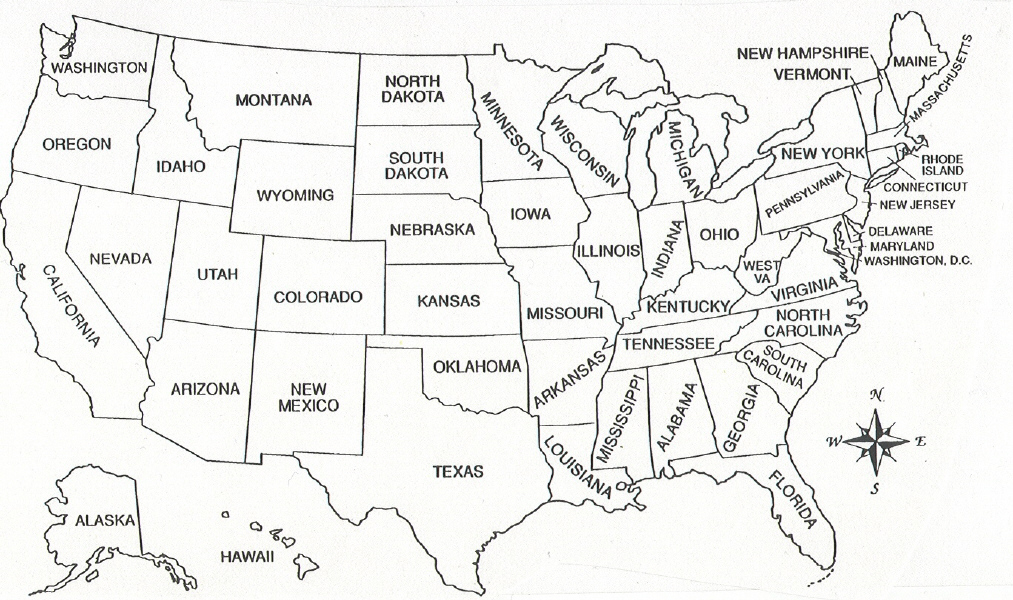 WASHINGTON
OREGON
IDAHO
MONTANA
WYOMING
NORTH
DAKOTA
SOUTH
DAKOTA
NEBRASKA
KANSAS
MINNESOTA
WISCONSIN
MICHIGAN
IOWA
ILLINOIS
INDIANA
OHIO
NEW HAMPSHIRE
VERMONT
MAINE
MASSACHUSETTS
NEW YORK
RHODE
ISLAND
CONNECTICUT
PENNSYLVANIA
NEW JERSEY
DELAWARE
MARYLAND
WASHINGTON, D.C.
WEST
VA
VIRGINIA
NEVADA
UTAH
COLORADO
CALIFORNIA
MISSOURI
KENTUCKY
NORTH
CAROLINA
TENNESSEE
SOUTH
CAROLINA
ARIZONA
NEW
MEXICO
OKLAHOMA
ARKANSAS
MISSISSIPPI
ALABAMA
GEORGIA
TEXAS
LOUISIANA
FLORIDA
ALASKA
HAWAII
N
W
E
S